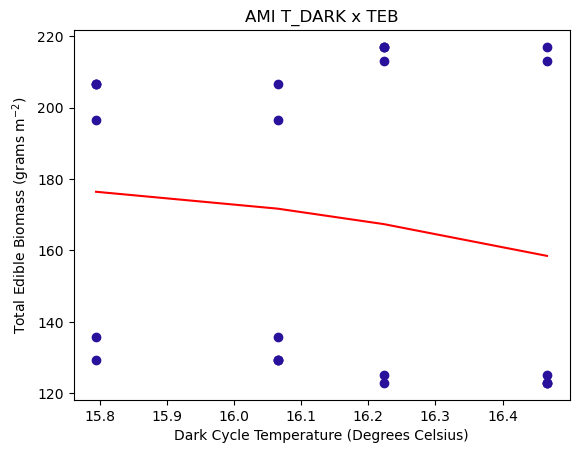 AMI T_DARK x TEB
Total Edible Biomass (grams m⁻²)
220
200
180
160
140
120
15.8 15.9 16.0 16.1 16.2 16.3 16.4
Dark Cycle Temperature (Degrees Celsius)